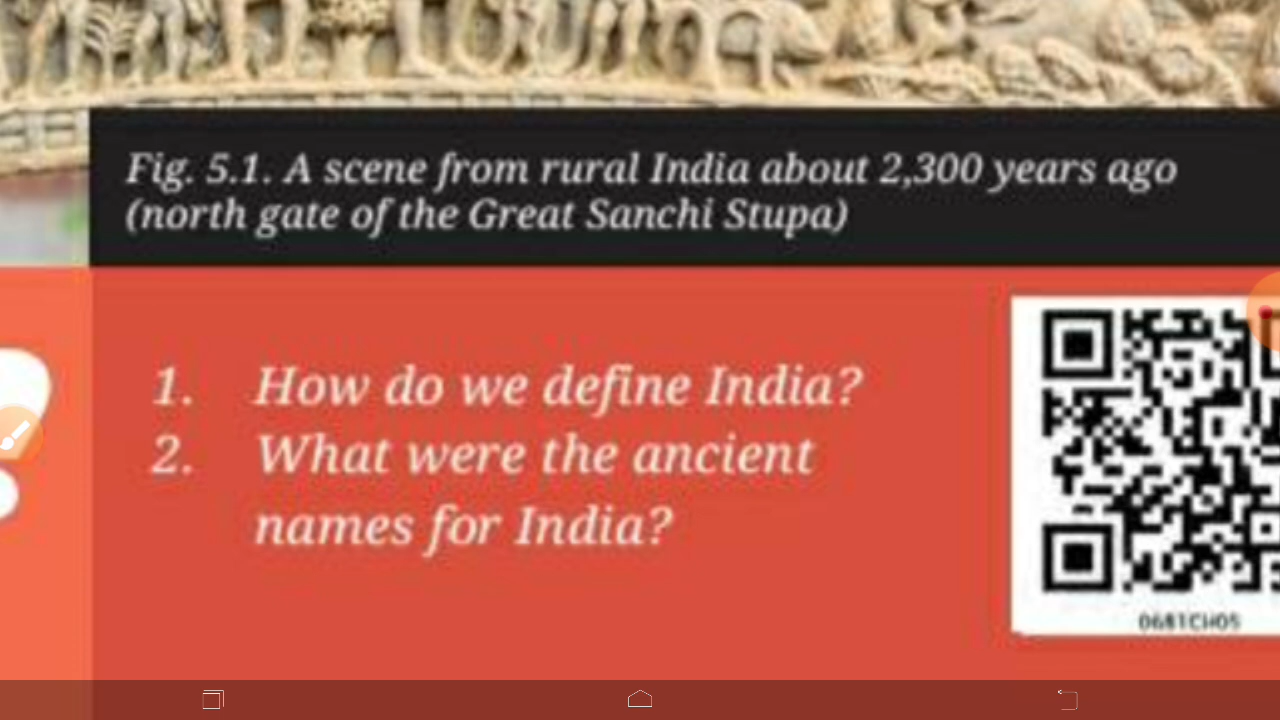 Fig. 5.1. A scene from rural India about 2,300 years ago
(north gate of the Great Sanchi Stupa)
1. How do we define India?
2. What were the ancient
names for India?
0681CH05